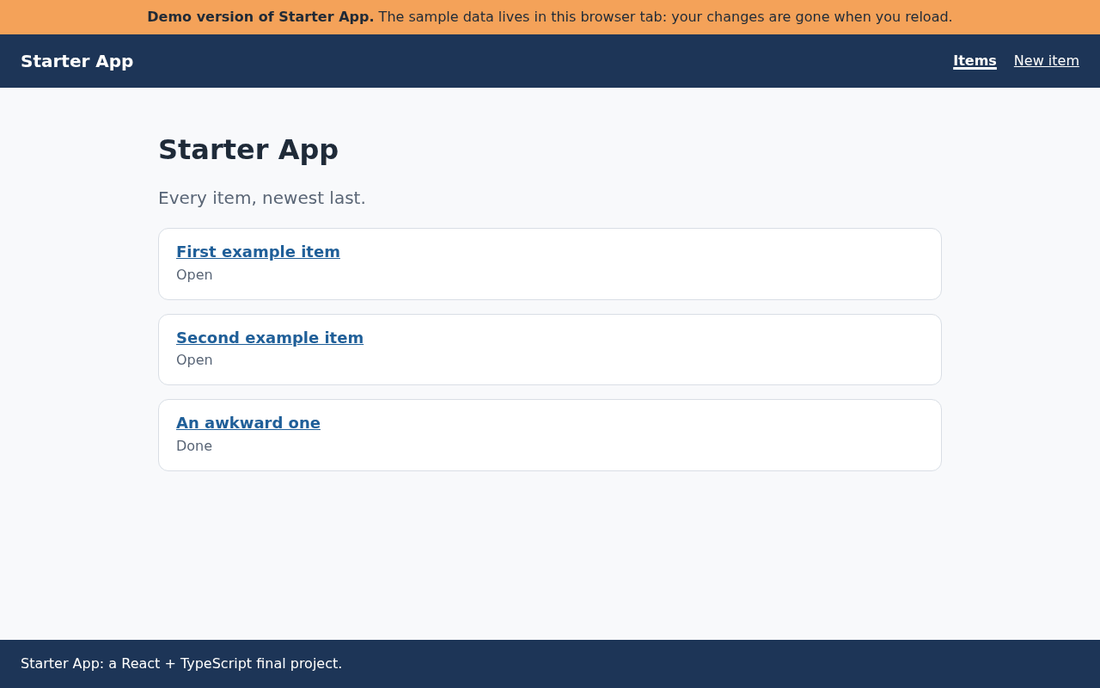 Demo version of Starter App. The sample data lives in this browser tab: your changes are gone when you reload.
Starter App
Items
New item
Starter App
Every item, newest last.
First example item
Open
Second example item
Open
An awkward one
Done
Starter App: a React + TypeScript final project.